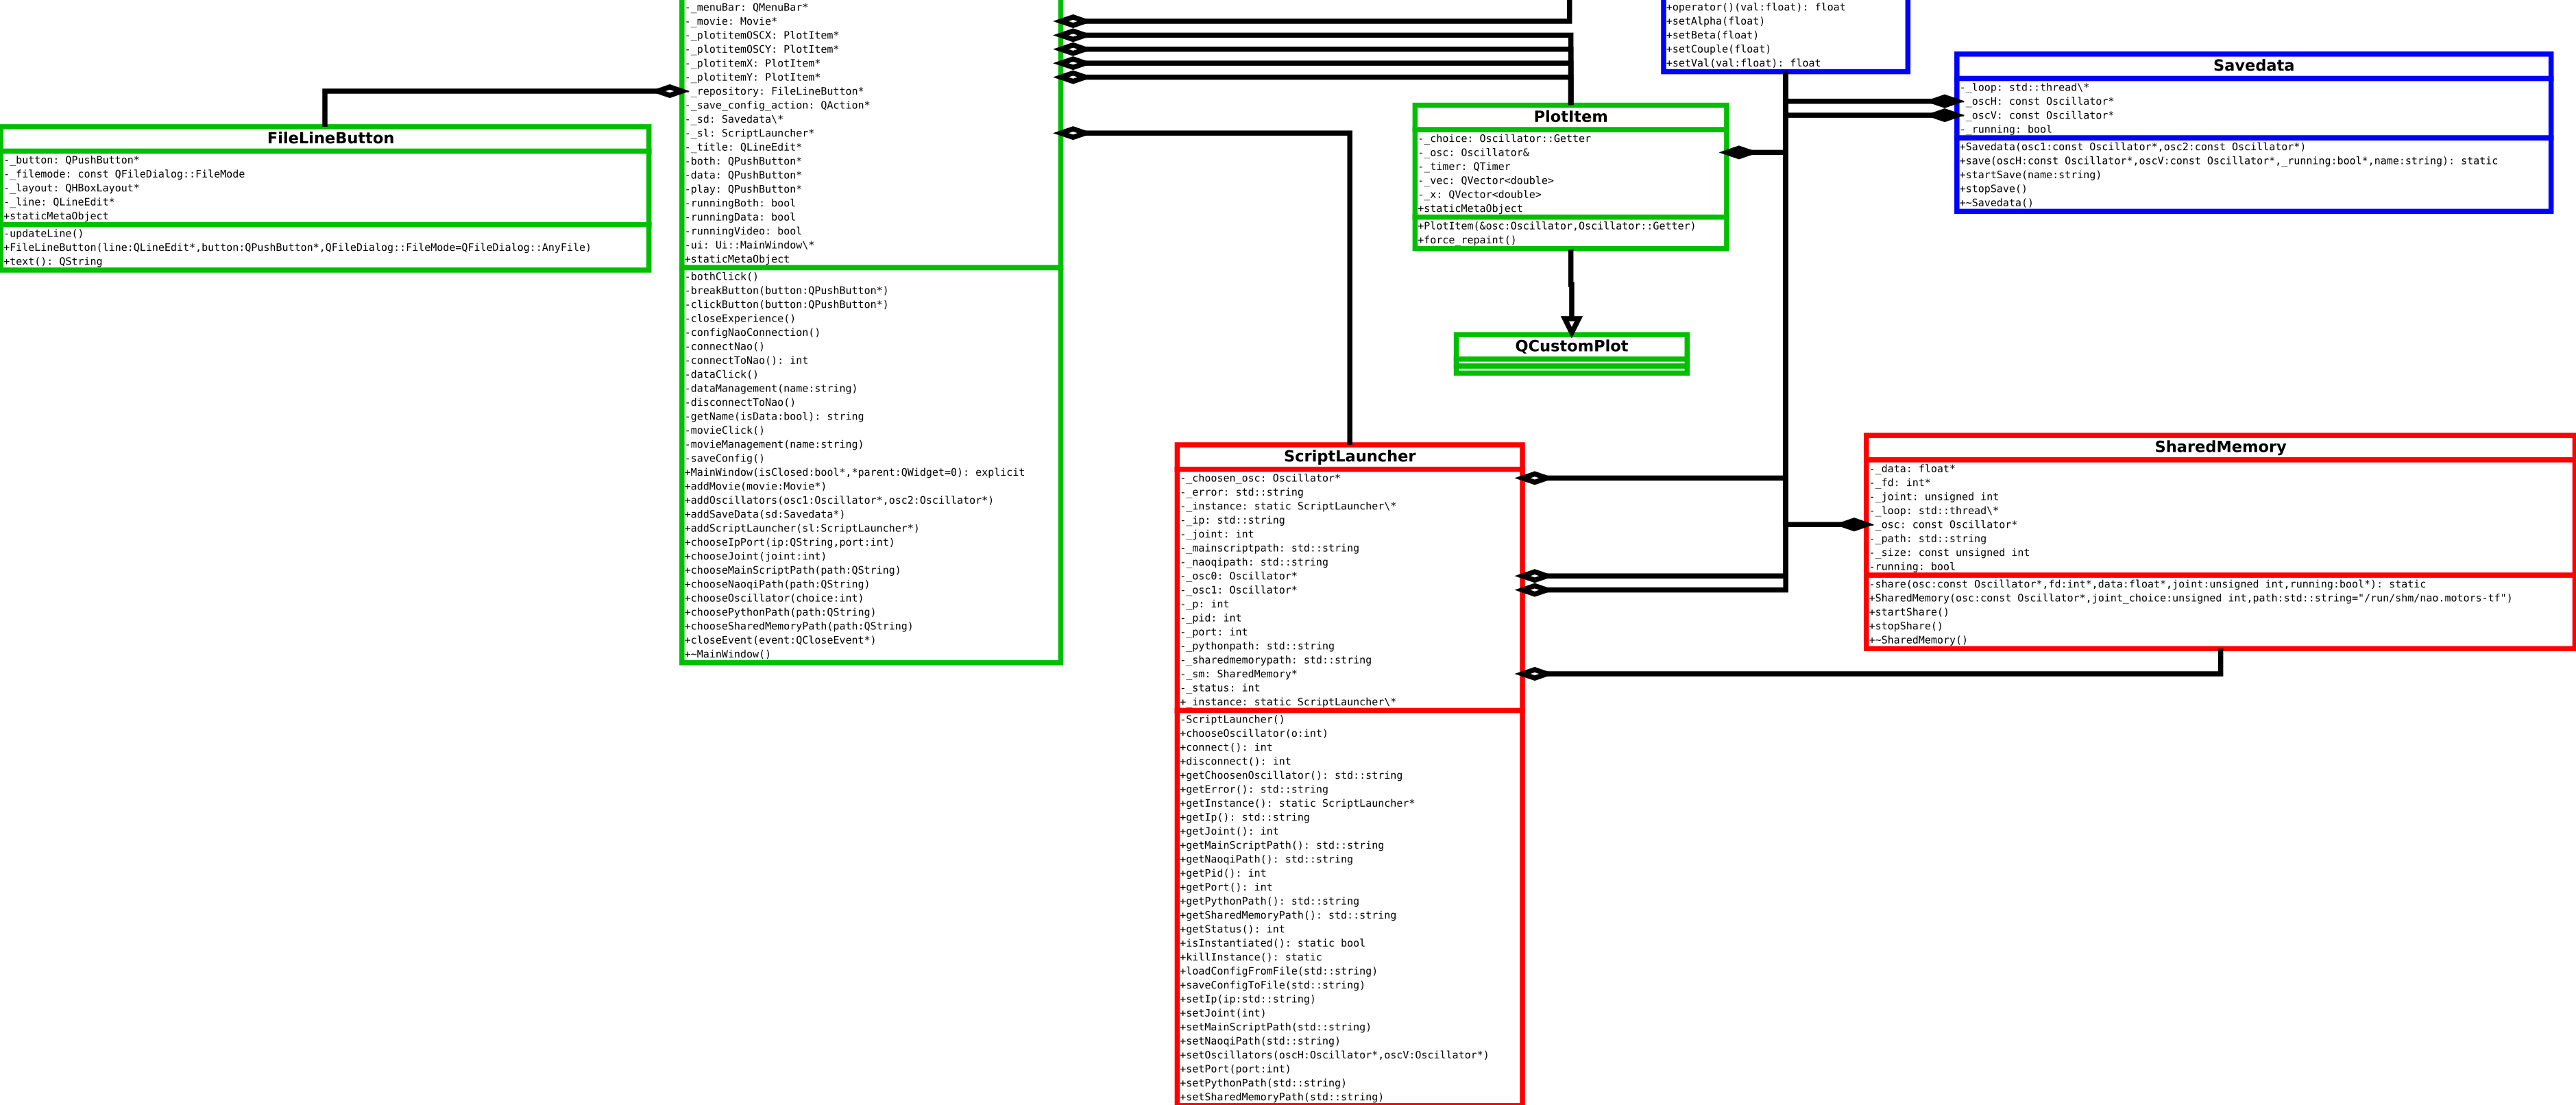 -_menuBar: QMenuBar*
-_movie: Movie*
-_plotitemOSCX: PlotItem*
-_plotitemOSCY: PlotItem*
-_plotitemX: PlotItem*
-_plotitemY: PlotItem*
-_repository: FileLineButton*
-_save_config_action: QAction*
-_sd: Savedata\*
-_sl: ScriptLauncher*
-_title: QLineEdit*
-both: QPushButton*
-data: QPushButton*
-play: QPushButton*
-runningBoth: bool
-runningData: bool
-runningVideo: bool
-ui: Ui::MainWindow\*
+staticMetaObject
-bothClick()
-breakButton(button:QPushButton*)
-clickButton(button:QPushButton*)
-closeExperience()
-configNaoConnection()
-connectNao()
-connectToNao(): int
-dataClick()
-dataManagement(name:string)
-disconnectToNao()
-getName(isData:bool): string
-movieClick()
-movieManagement(name:string)
-saveConfig()
+MainWindow(isClosed:bool*,*parent:QWidget=0): explicit
+addMovie(movie:Movie*)
+addOscillators(osc1:Oscillator*,osc2:Oscillator*)
+addSaveData(sd:Savedata*)
+addScriptLauncher(sl:ScriptLauncher*)
+chooseIpPort(ip:QString,port:int)
+chooseJoint(joint:int)
+chooseMainScriptPath(path:QString)
+chooseNaoqiPath(path:QString)
+chooseOscillator(choice:int)
+choosePythonPath(path:QString)
+chooseSharedMemoryPath(path:QString)
+closeEvent(event:QCloseEvent*)
+~MainWindow()
FileLineButton
-_button: QPushButton*
-_filemode: const QFileDialog::FileMode
-_layout: QHBoxLayout*
-_line: QLineEdit*
+staticMetaObject
-updateLine()
+FileLineButton(line:QLineEdit*,button:QPushButton*,QFileDialog::FileMode=QFileDialog::AnyFile)
+text(): QString
+operator()(val:float): float
+setAlpha(float)
+setBeta(float)
+setCouple(float)
+setVal(val:float): float
PlotItem
-_choice: Oscillator::Getter
-_osc: Oscillator&
-_timer: QTimer
-_vec: QVector<double>
-_x: QVector<double>
+staticMetaObject
+PlotItem(&osc:Oscillator,Oscillator::Getter)
+force_repaint()
QCustomPlot
Savedata
-_loop: std::thread\*
-_oscH: const Oscillator*
-_oscV: const Oscillator*
-_running: bool
+Savedata(osc1:const Oscillator*,osc2:const Oscillator*)
+save(oscH:const Oscillator*,oscV:const Oscillator*,_running:bool*,name:string): static
+startSave(name:string)
+stopSave()
+~Savedata()
ScriptLauncher
-_choosen_osc: Oscillator*
-_error: std::string
-_instance: static ScriptLauncher\*
-_ip: std::string
-_joint: int
-_mainscriptpath: std::string
-_naoqipath: std::string
-_osc0: Oscillator*
-_osc1: Oscillator*
-_p: int
-_pid: int
-_port: int
-_pythonpath: std::string
-_sharedmemorypath: std::string
-_sm: SharedMemory*
-_status: int
+_instance: static ScriptLauncher\*
-ScriptLauncher()
+chooseOscillator(o:int)
+connect(): int
+disconnect(): int
+getChoosenOscillator(): std::string
+getError(): std::string
+getInstance(): static ScriptLauncher*
+getIp(): std::string
+getJoint(): int
+getMainScriptPath(): std::string
+getNaoqiPath(): std::string
+getPid(): int
+getPort(): int
+getPythonPath(): std::string
+getSharedMemoryPath(): std::string
+getStatus(): int
+isInstantiated(): static bool
+killInstance(): static
+loadConfigFromFile(std::string)
+saveConfigToFile(std::string)
+setIp(ip:std::string)
+setJoint(int)
+setMainScriptPath(std::string)
+setNaoqiPath(std::string)
+setOscillators(oscH:Oscillator*,oscV:Oscillator*)
+setPort(port:int)
+setPythonPath(std::string)
+setSharedMemoryPath(std::string)
SharedMemory
-_data: float*
-_fd: int*
-_joint: unsigned int
-_loop: std::thread\*
-_osc: const Oscillator*
-_path: std::string
-_size: const unsigned int
-running: bool
-share(osc:const Oscillator*,fd:int*,data:float*,joint:unsigned int,running:bool*): static
+SharedMemory(osc:const Oscillator*,joint_choice:unsigned int,path:std::string="/run/shm/nao.motors-tf")
+startShare()
+stopShare()
+~SharedMemory()